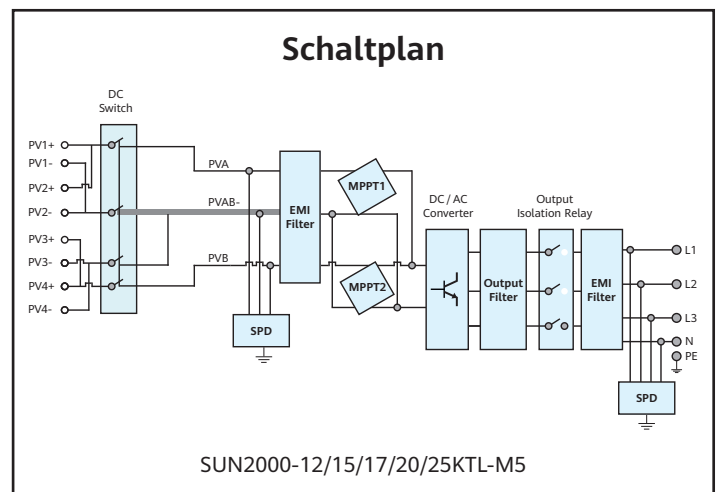 Schaltplan
DC
Switch
PV1+
PV1-
PV2+
PV2-
PV3+
PV3-
PV4+
PV4-
PVA
PVAB-
PVB
EMI
Filter
SPD
MPPT1
MPPT2
DC / AC
Converter
Output
Filter
Output
Isolation Relay
EMI
Filter
L1
L2
L3
N
PE
SPD
SUN2000-12/15/17/20/25KTL-M5